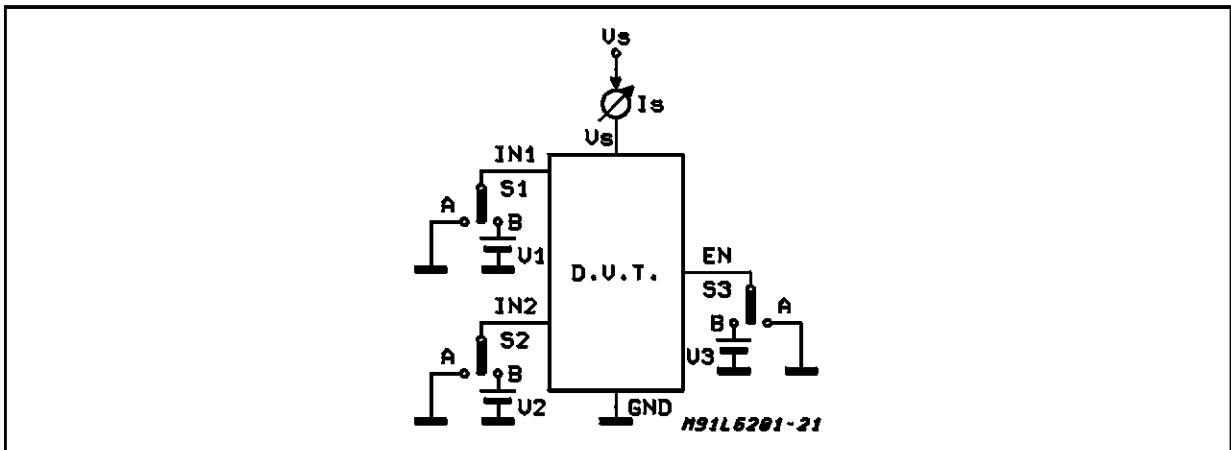 Vs
Is
Vs
IN1
S1
A
B
V1
D.U.T.
EN
S3
A
B
V3
IN2
S2
A
B
V2
GND
M91L6201-21